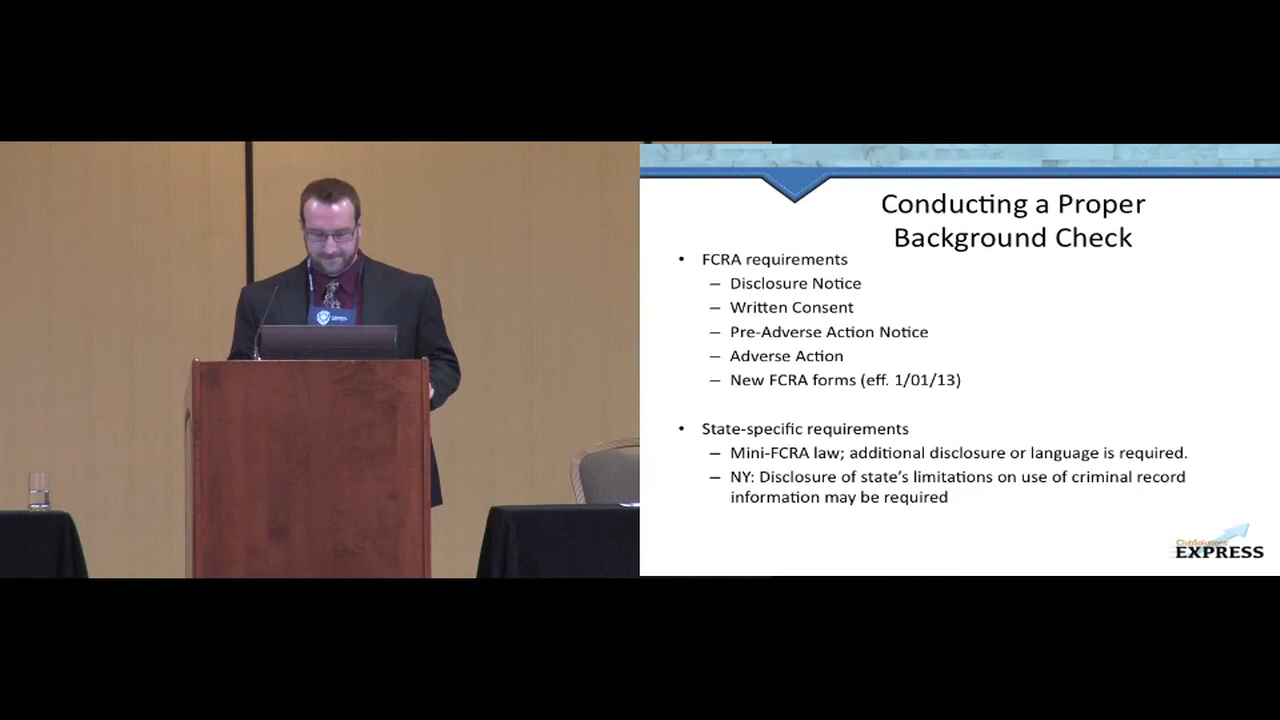 Conducting a Proper
Background Check
• FCRA requirements
– Disclosure Notice
– Written Consent
– Pre-Adverse Action Notice
– Adverse Action
– New FCRA forms (eff. 1/01/13)
• State-specific requirements
– Mini-FCRA law; additional disclosure or language is required.
– NY: Disclosure of state's limitations on use of criminal record
information may be required
ClubSolutions
EXPRESS